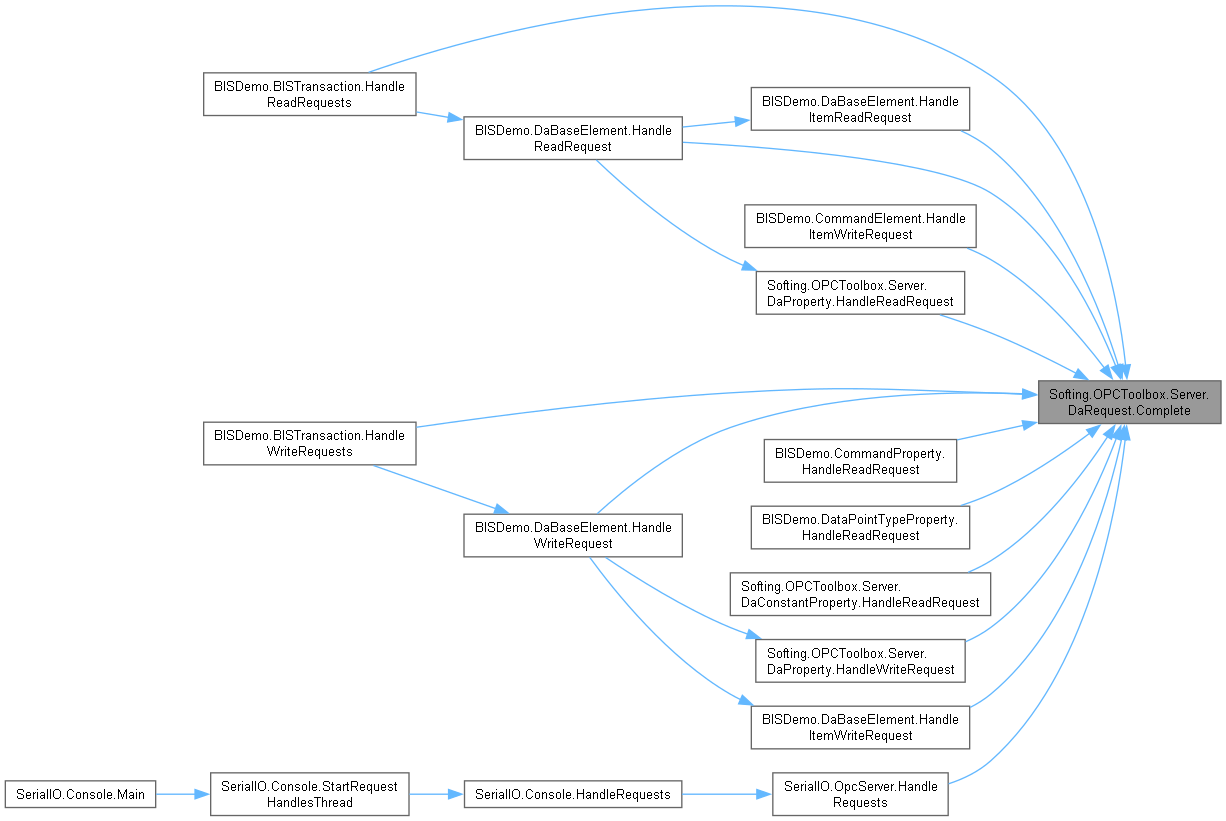 BISDemo.BISTransaction.Handle
ReadRequests
BISDemo.DaBaseElement.Handle
ItemReadRequest
BISDemo.DaBaseElement.Handle
ReadRequest
BISDemo.CommandElement.Handle
ItemWriteRequest
Softing.OPCToolbox.Server.
DaProperty.HandleReadRequest
Softing.OPCToolbox.Server.
DaRequest.Complete
BISDemo.BISTransaction.Handle
WriteRequests
BISDemo.CommandProperty.
HandleReadRequest
BISDemo.DaBaseElement.Handle
WriteRequest
BISDemo.DataPointTypeProperty.
HandleReadRequest
Softing.OPCToolbox.Server.
DaConstantProperty.HandleReadRequest
Softing.OPCToolbox.Server.
DaProperty.HandleWriteRequest
BISDemo.DaBaseElement.Handle
ItemWriteRequest
SerialIO.Console.Main
SerialIO.Console.StartRequest
HandlesThread
SerialIO.Console.HandleRequests
SerialIO.OpcServer.Handle
Requests